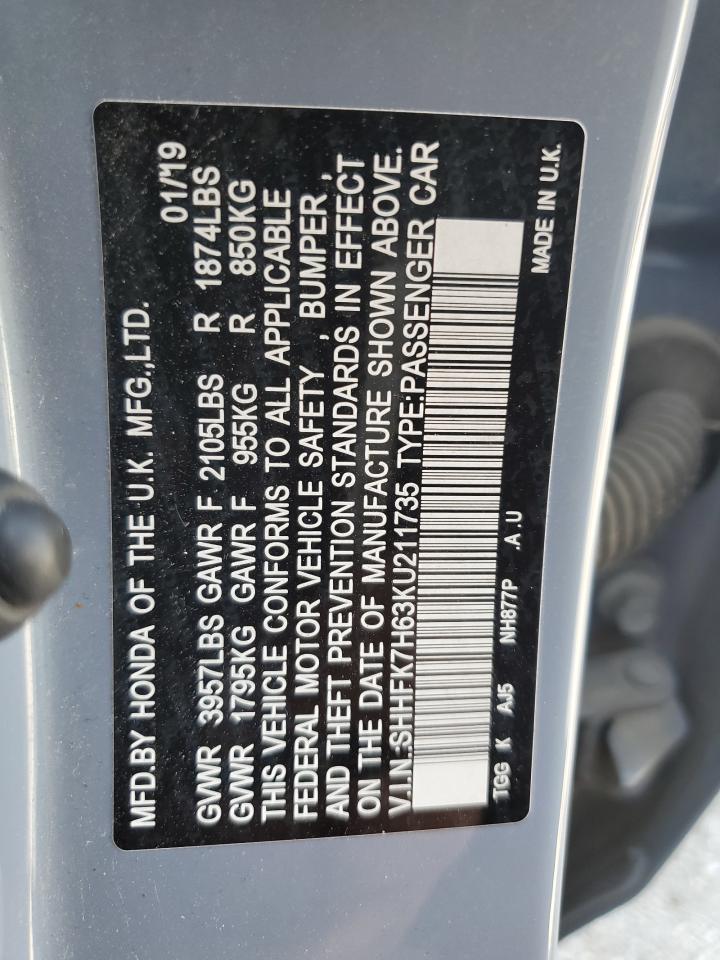 MFD.BY HONDA OF THE U.K. MFG.,LTD.
01/'19
GVWR 3957LBS GAWR F 2105LBS R 1874LBS
GVWR 1795KG GAWR F 955KG R 850KG
THIS VEHICLE CONFORMS TO ALL APPLICABLE
FEDERAL MOTOR VEHICLE SAFETY , BUMPER ,
AND THEFT PREVENTION STANDARDS IN EFFECT
ON THE DATE OF MANUFACTURE SHOWN ABOVE.
V.I.N.:SHHFK7H63KU211735 TYPE:PASSENGER CAR
TGG K AJ5 NH877P .A .U
MADE IN U.K.